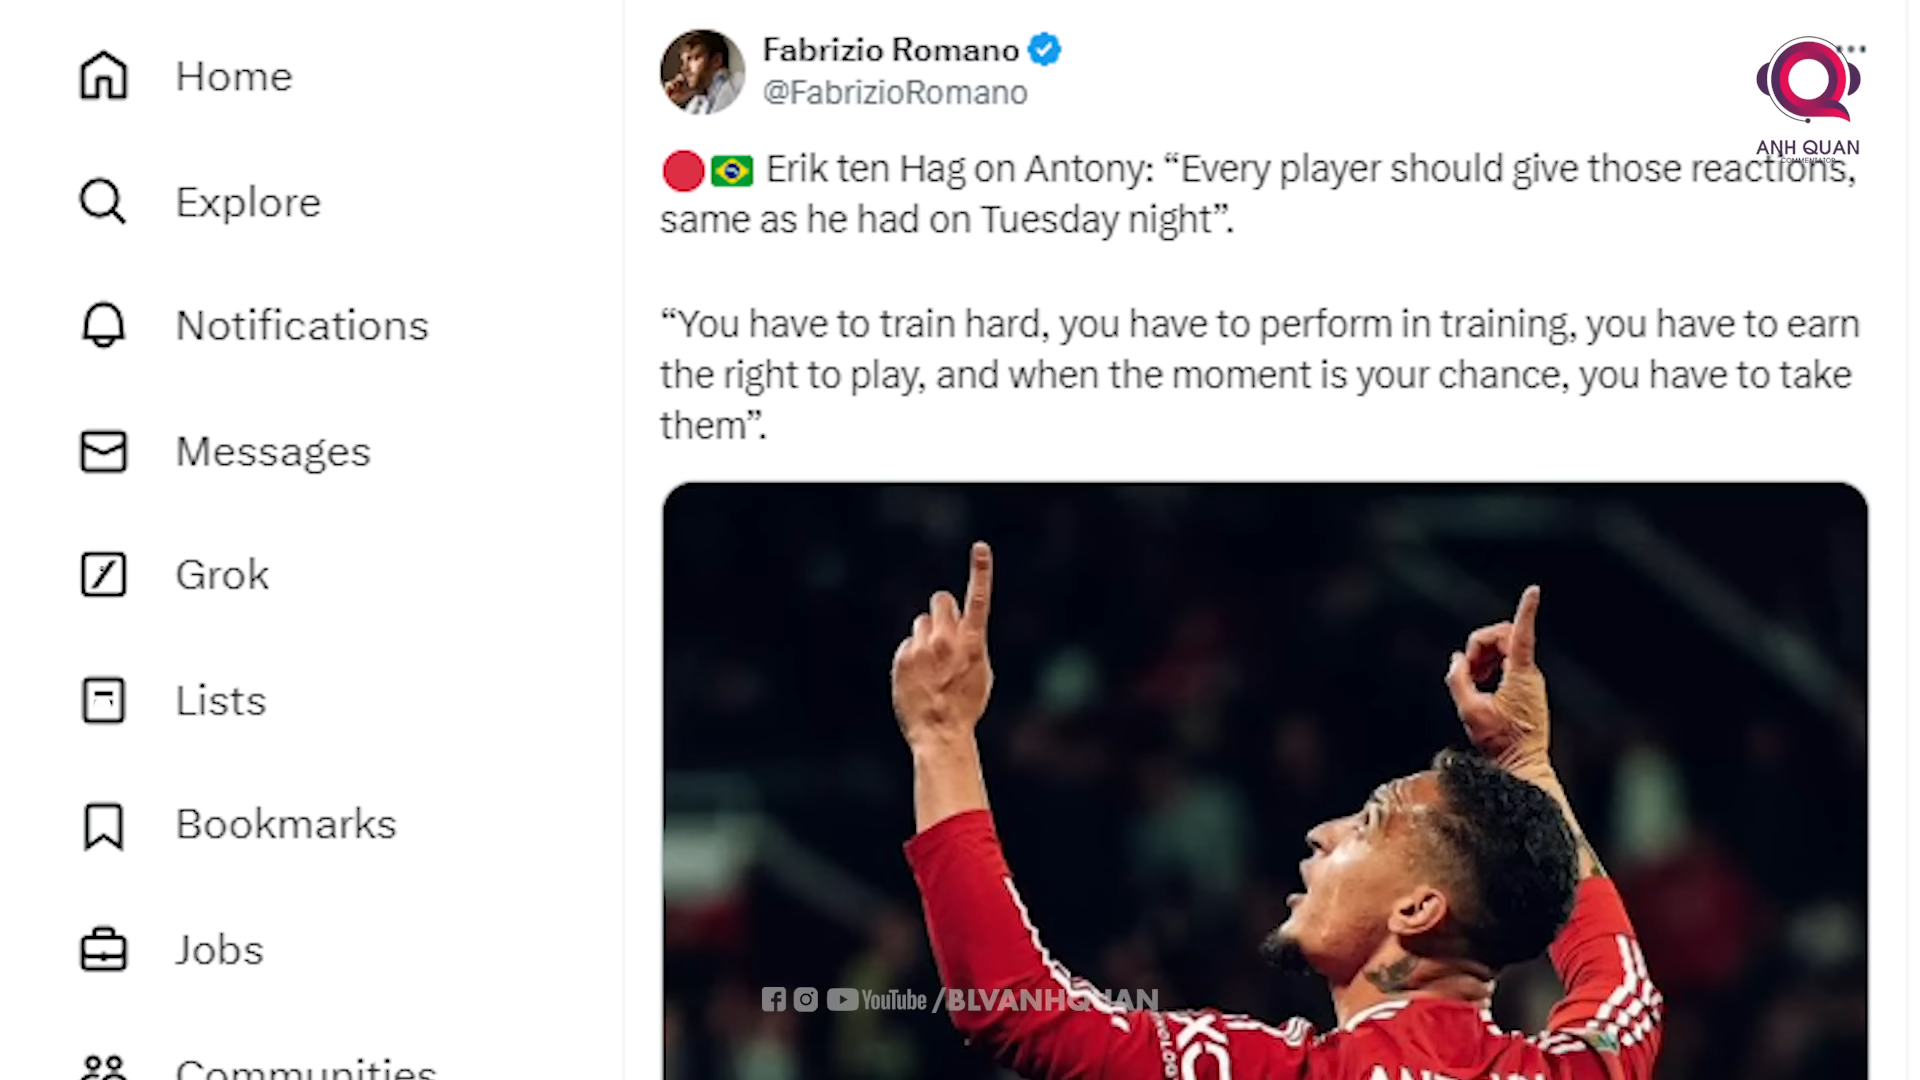 Home
Explore
Notifications
Messages
Grok
Lists
Bookmarks
Jobs
Communities
Fabrizio Romano
@FabrizioRomano
ANH QUAN
COMMENTATOR
🔴🇧🇷 Erik ten Hag on Antony: “Every player should give those reactions,
same as he had on Tuesday night”.
“You have to train hard, you have to perform in training, you have to earn
the right to play, and when the moment is your chance, you have to take
them”.
YouTube /BLVANHQUAN